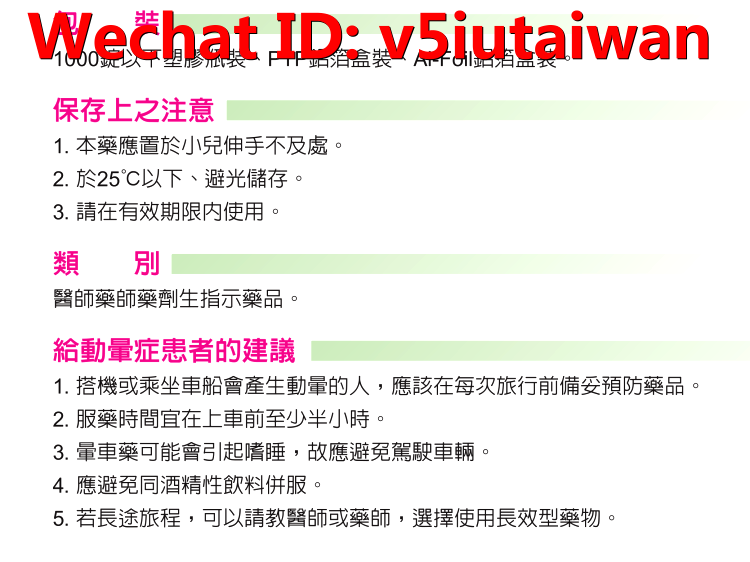 包 裝
Wechat ID: v5iutaiwan
1000錠以下塑膠瓶裝、PTP鋁箔盒裝、Al-Foil鋁箔盒裝。
保存上之注意
1. 本藥應置於小兒伸手不及處。
2. 於25℃以下、避光儲存。
3. 請在有效期限內使用。
類 別
醫師藥師藥劑生指示藥品。
給動暈症患者的建議
1. 搭機或乘坐車船會產生動暈的人，應該在每次旅行前備妥預防藥品。
2. 服藥時間宜在上車前至少半小時。
3. 暈車藥可能會引起嗜睡，故應避免駕駛車輛。
4. 應避免同酒精性飲料併服。
5. 若長途旅程，可以請教醫師或藥師，選擇使用長效型藥物。